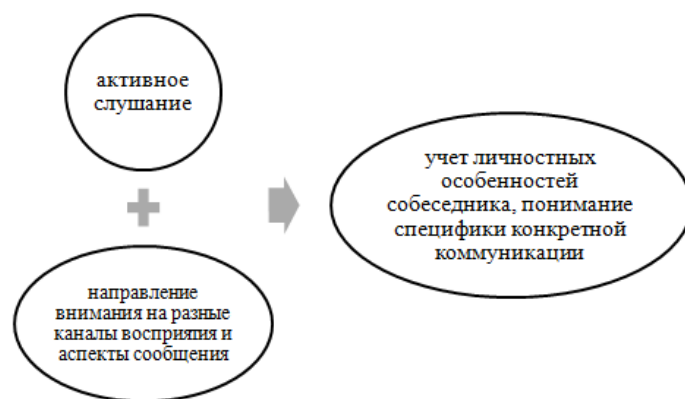 активное
слушание
направление
внимания на разные
каналы восприятия и
аспекты сообщения
учет личностных
особенностей
собеседника, понимание
специфики конкретной
коммуникации